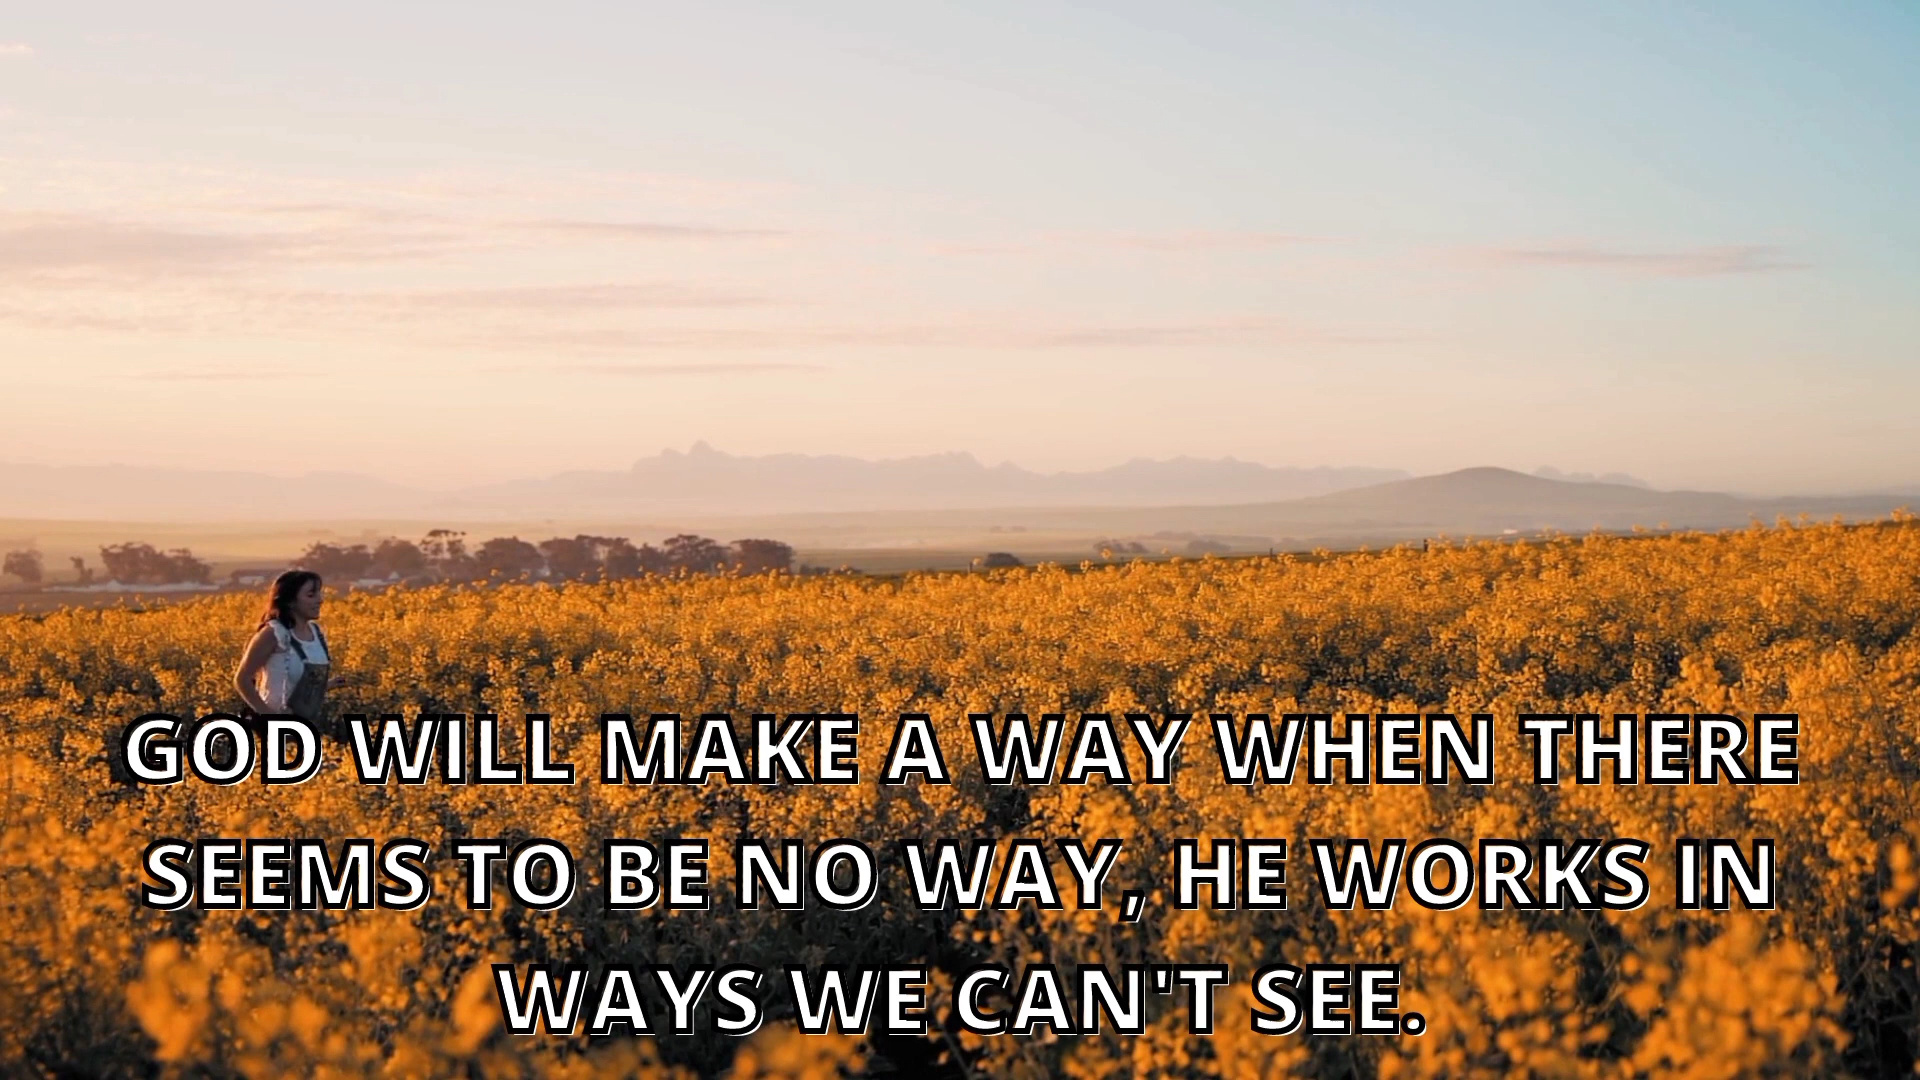 GOD WILL MAKE A WAY WHEN THERE
SEEMS TO BE NO WAY, HE WORKS IN
WAYS WE CAN'T SEE.